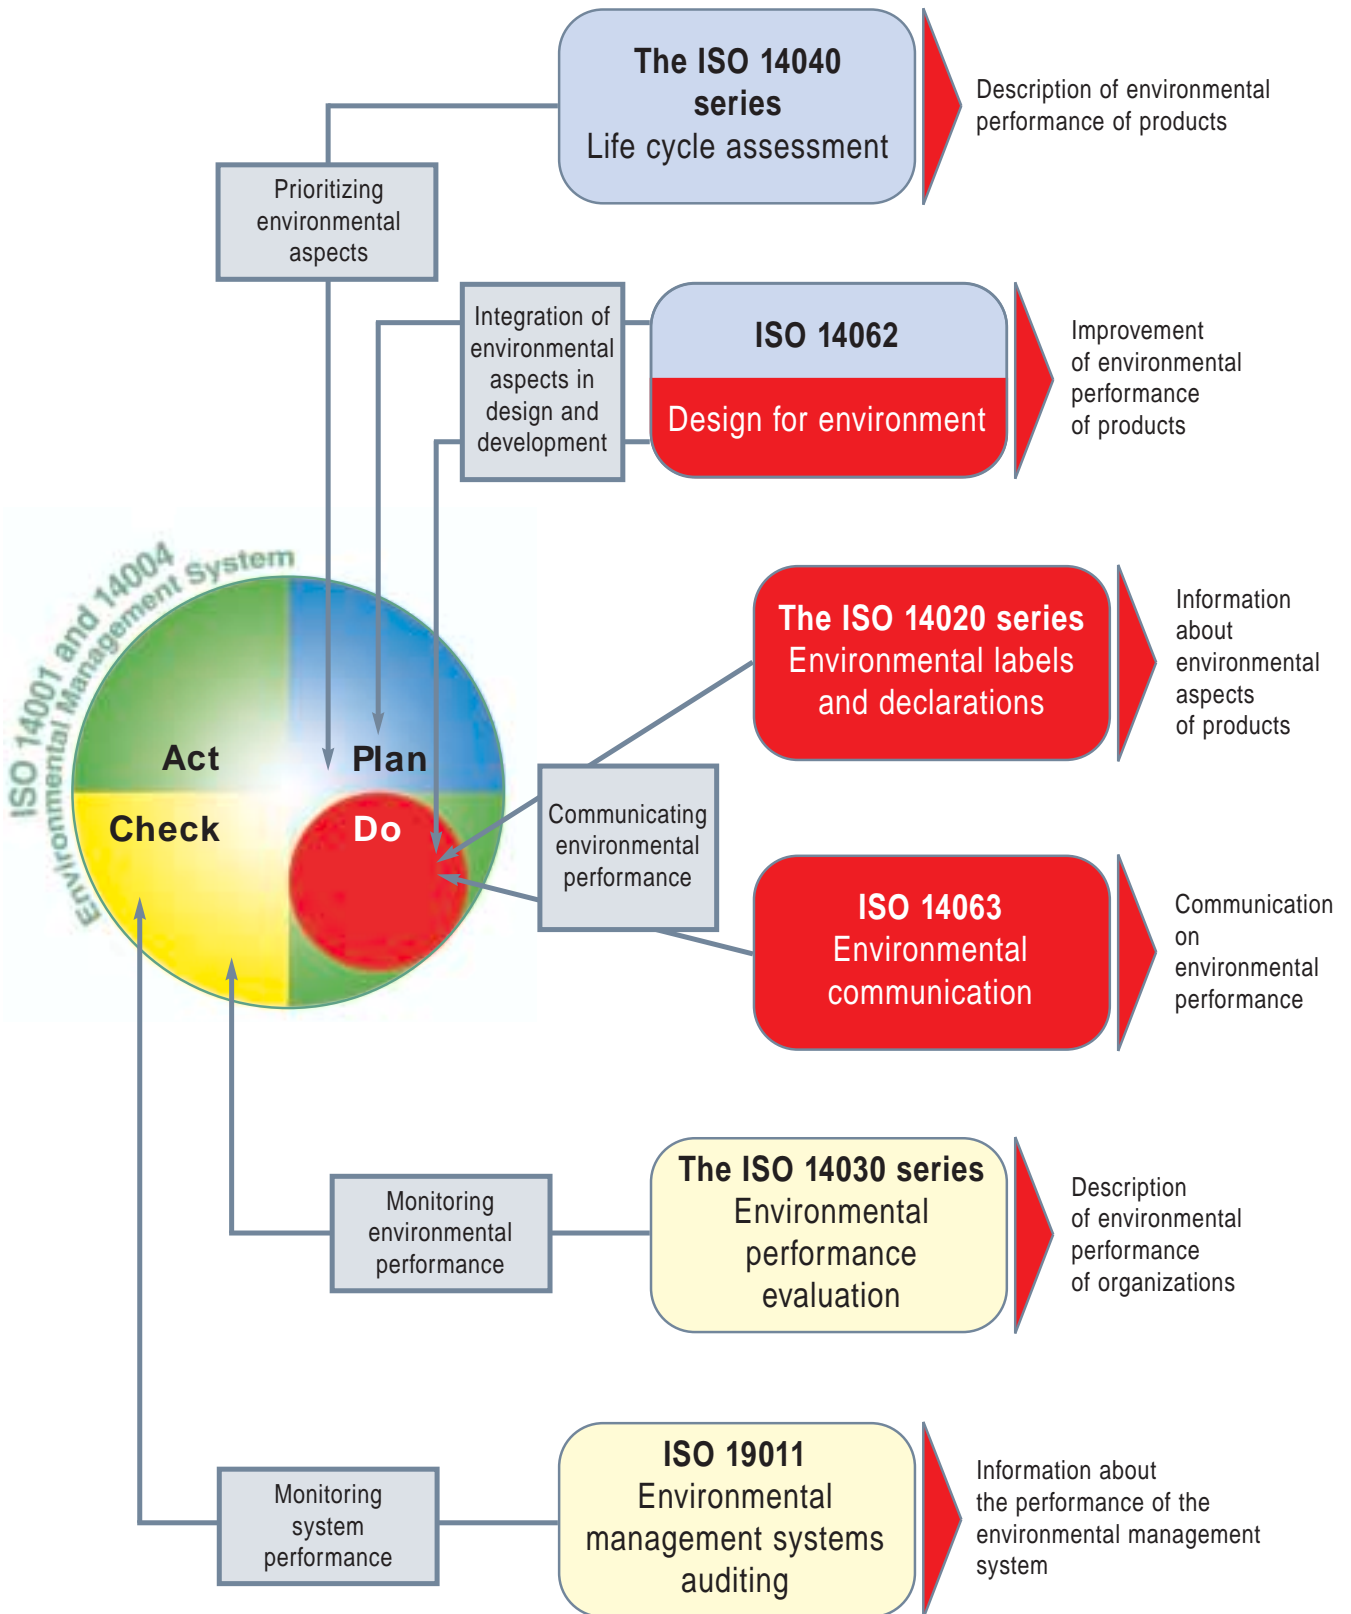 The ISO 14040
series
Life cycle assessment
Description of environmental
performance of products
Prioritizing
environmental
aspects
Integration of
environmental
aspects in
design and
development
ISO 14062
Design for environment
Improvement
of environmental
performance
of products
ISO 14001 and 14004
Environmental Management System
Act
Plan
Check
Do
The ISO 14020 series
Environmental labels
and declarations
Information
about
environmental
aspects
of products
Communicating
environmental
performance
ISO 14063
Environmental
communication
Communication
on
environmental
performance
Monitoring
environmental
performance
The ISO 14030 series
Environmental
performance
evaluation
Description
of environmental
performance
of organizations
Monitoring
system
performance
ISO 19011
Environmental
management systems
auditing
Information about
the performance of the
environmental management
system